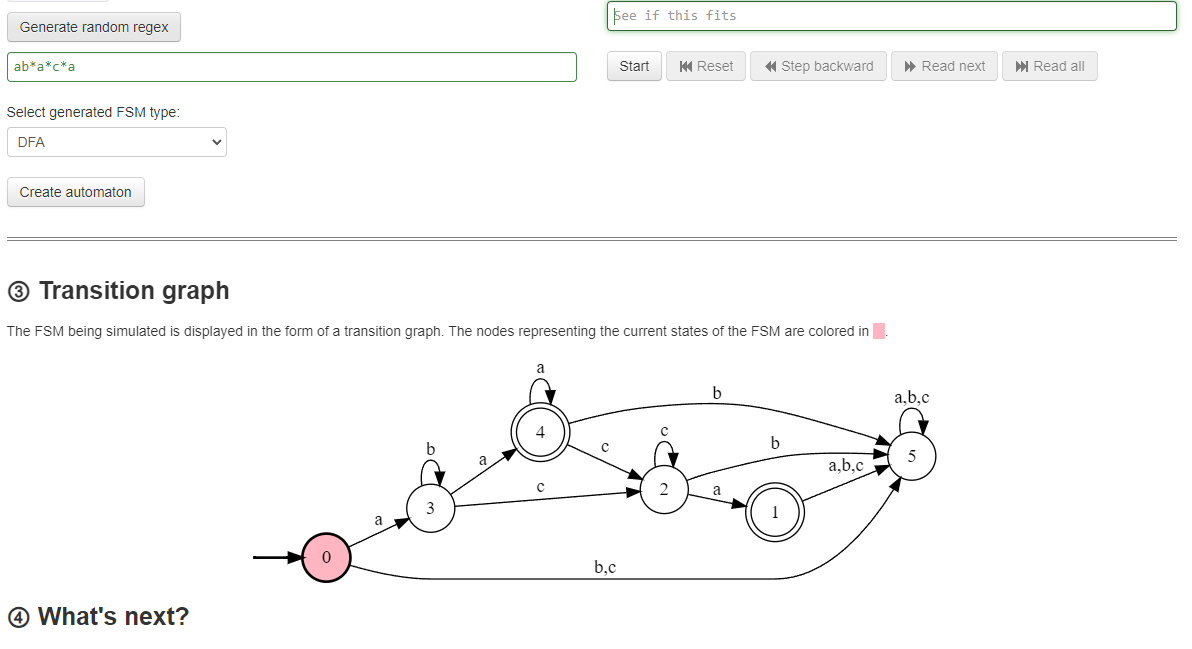 Generate random regex
ab*a*c*a
Select generated FSM type:
DFA
Create automaton
See if this fits
Start
Reset
Step backward
Read next
Read all
③ Transition graph
The FSM being simulated is displayed in the form of a transition graph. The nodes representing the current states of the FSM are colored in .
a
b
a,b,c
4
c
b
b
a
c
5
a,b,c
c
2
a
3
1
a
0
b,c
④ What's next?